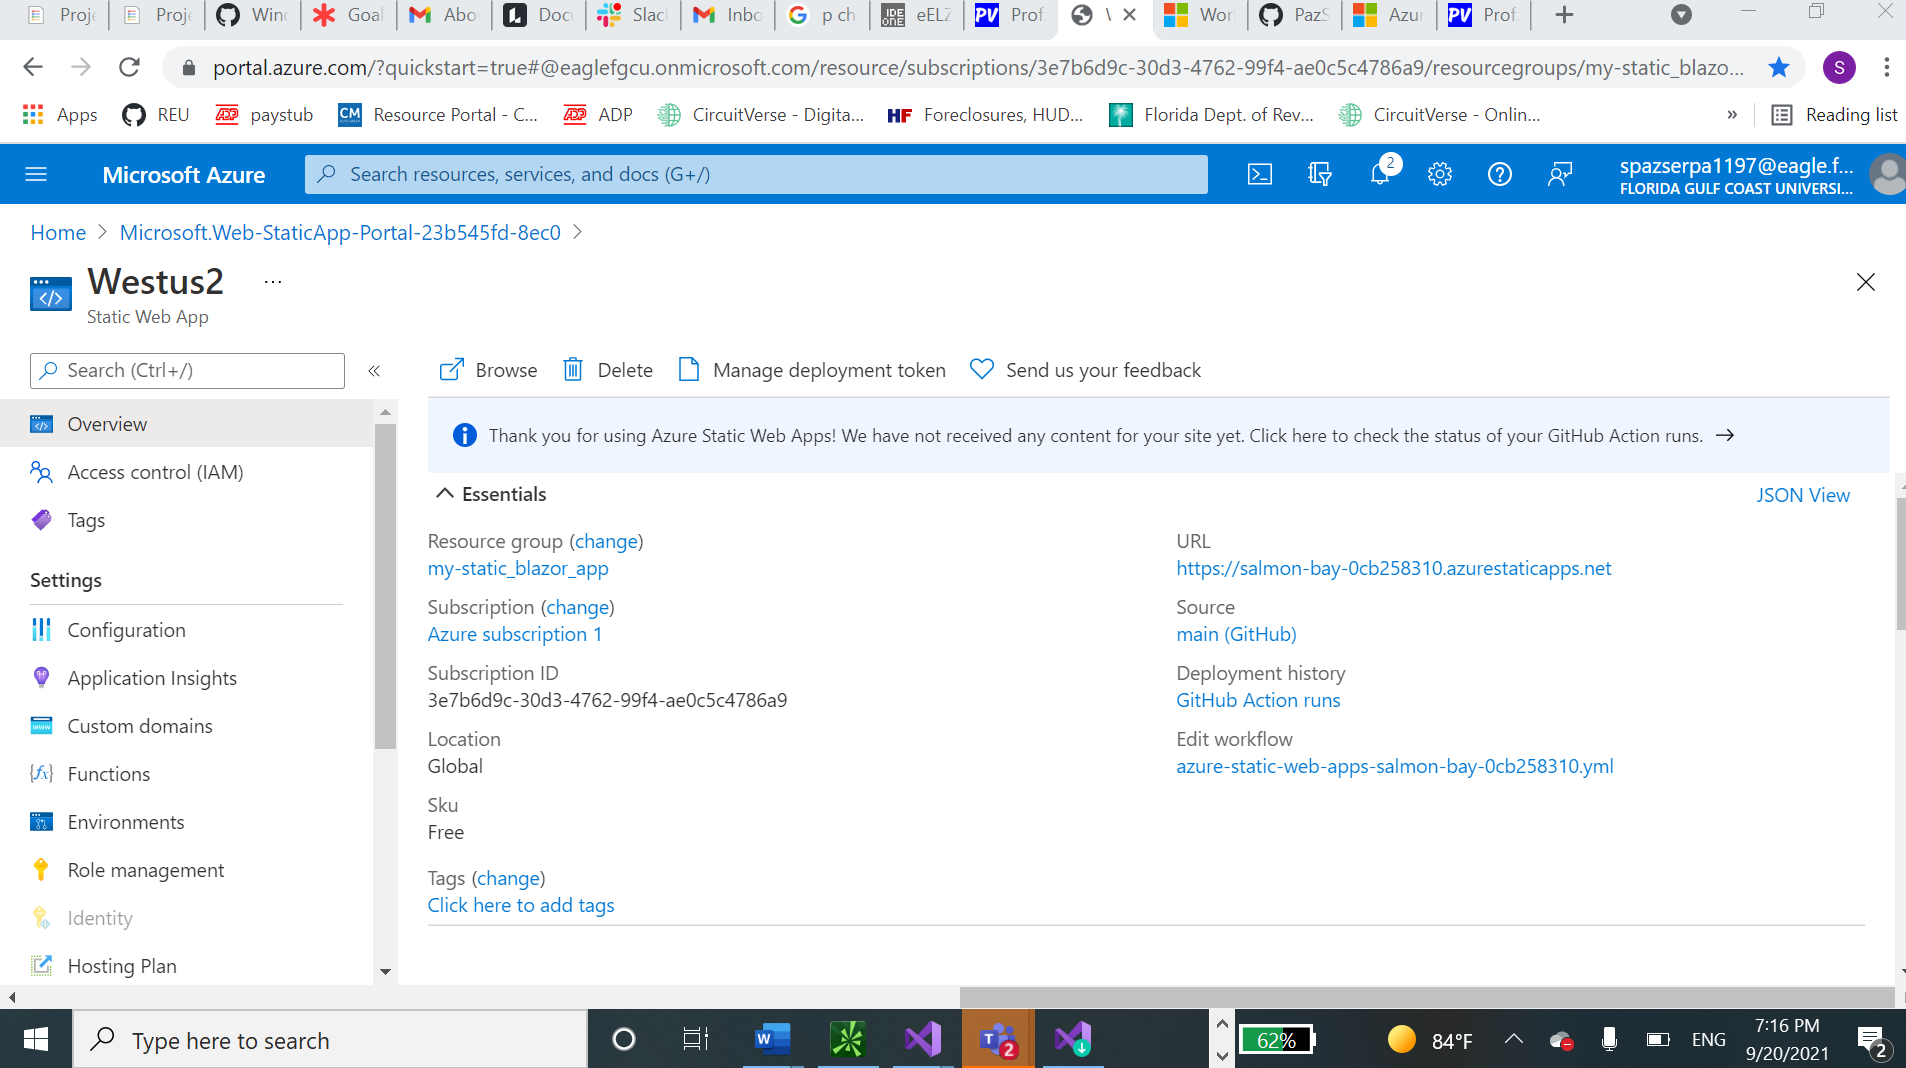 Proje Proje Wind Goal Abou Docu Slac Inbo p ch eELZ Prof. Wor PazS Azur Prof.
portal.azure.com/?quickstart=true#@eaglefgcu.onmicrosoft.com/resource/subscriptions/3e7b6d9c-30d3-4762-99f4-ae0c5c4786a9/resourcegroups/my-static_blazo...
S
Apps REU paystub Resource Portal - C... ADP CircuitVerse - Digita... Foreclosures, HUD... Florida Dept. of Rev... CircuitVerse - Onlin... » Reading list
Microsoft Azure
Search resources, services, and docs (G+/)
2
spazserpa1197@eagle.f...
FLORIDA GULF COAST UNIVERSI...
Home > Microsoft.Web-StaticApp-Portal-23b545fd-8ec0 >
Westus2 ...
Static Web App
Search (Ctrl+/) «
Browse Delete Manage deployment token Send us your feedback
Overview
Access control (IAM)
Tags
Settings
Configuration
Application Insights
Custom domains
Functions
Environments
Role management
Identity
Hosting Plan
Thank you for using Azure Static Web Apps! We have not received any content for your site yet. Click here to check the status of your GitHub Action runs. →
Essentials
JSON View
Resource group (change)
my-static_blazor_app
Subscription (change)
Azure subscription 1
Subscription ID
3e7b6d9c-30d3-4762-99f4-ae0c5c4786a9
Location
Global
Sku
Free
Tags (change)
Click here to add tags
URL
https://salmon-bay-0cb258310.azurestaticapps.net
Source
main (GitHub)
Deployment history
GitHub Action runs
Edit workflow
azure-static-web-apps-salmon-bay-0cb258310.yml
Type here to search
2
62%
84°F
ENG
7:16 PM
9/20/2021
2